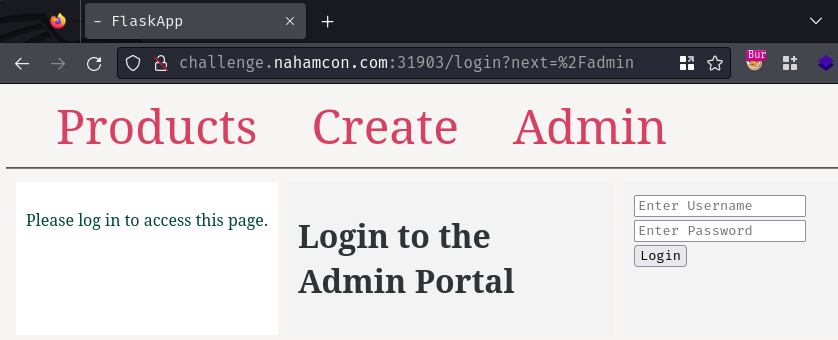 - FlaskApp
challenge.nahamcon.com:31903/login?next=%2Fadmin
Bur
Products Create Admin
Please log in to access this page.
Login to the
Admin Portal
Enter Username
Enter Password
Login